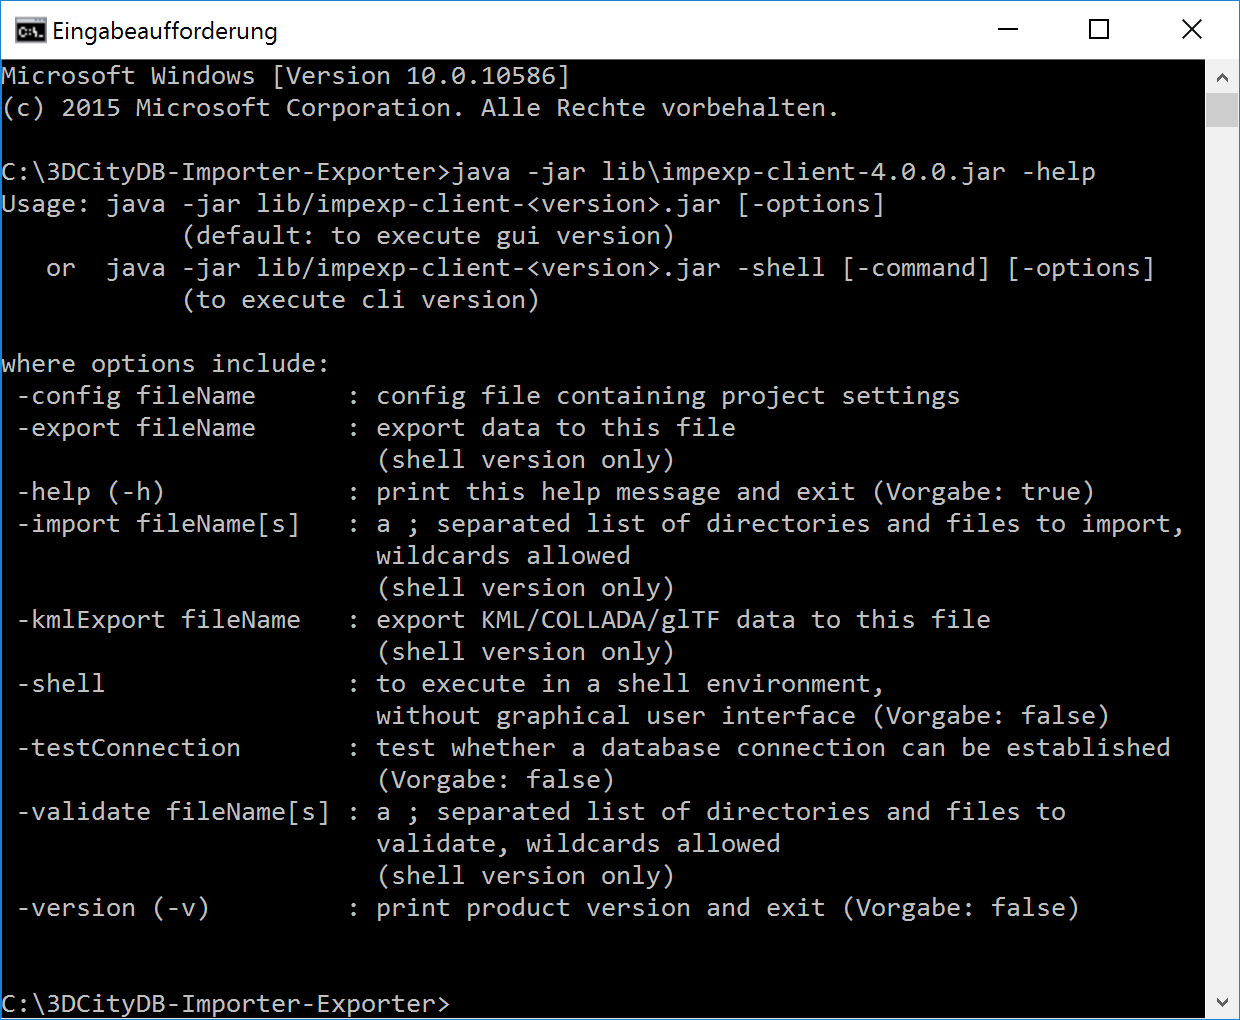 Eingabeaufforderung
Microsoft Windows [Version 10.0.10586]
(c) 2015 Microsoft Corporation. Alle Rechte vorbehalten.
C:\3DCityDB-Importer-Exporter>java -jar lib\impexp-client-4.0.0.jar -help
Usage: java -jar lib/impexp-client-<version>.jar [-options]
(default: to execute gui version)
or  java -jar lib/impexp-client-<version>.jar -shell [-command] [-options]
(to execute cli version)
where options include:
-config fileName      : config file containing project settings
-export fileName      : export data to this file
(shell version only)
-help (-h)            : print this help message and exit (Vorgabe: true)
-import fileName[s]   : a ; separated list of directories and files to import,
wildcards allowed
(shell version only)
-kmlExport fileName   : export KML/COLLADA/glTF data to this file
(shell version only)
-shell                : to execute in a shell environment,
without graphical user interface (Vorgabe: false)
-testConnection       : test whether a database connection can be established
(Vorgabe: false)
-validate fileName[s] : a ; separated list of directories and files to
validate, wildcards allowed
(shell version only)
-version (-v)         : print product version and exit (Vorgabe: false)
C:\3DCityDB-Importer-Exporter>